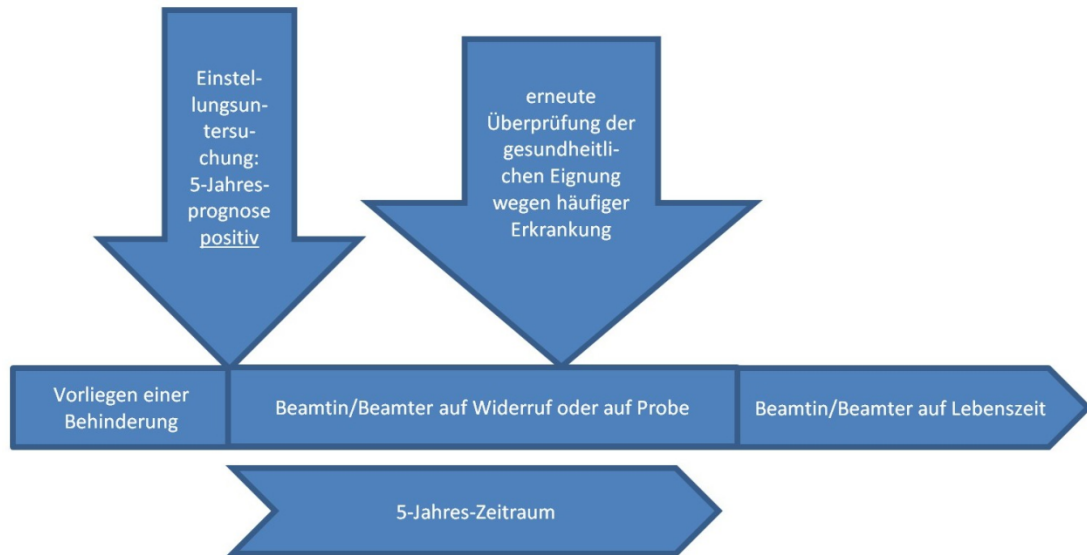 Einstel-
lungsun-
tersu-
chung:
5-Jahres-
prognose
positiv
erneute
Überprüfung der
gesundheitli-
chen Eignung
wegen häufiger
Erkrankung
Vorliegen einer
Behinderung
Beamtin/Beamter auf Widerruf oder auf Probe
Beamtin/Beamter auf Lebenszeit
5-Jahres-Zeitraum